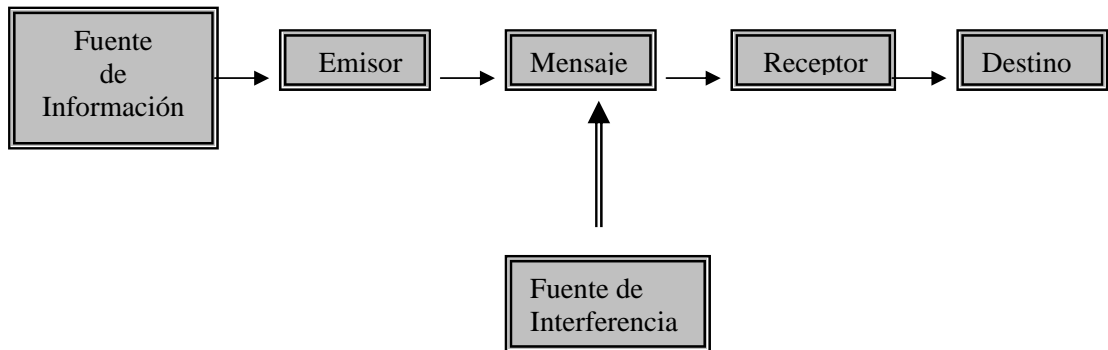 Fuente
de
Información
Emisor
Mensaje
Receptor
Destino
Fuente de
Interferencia